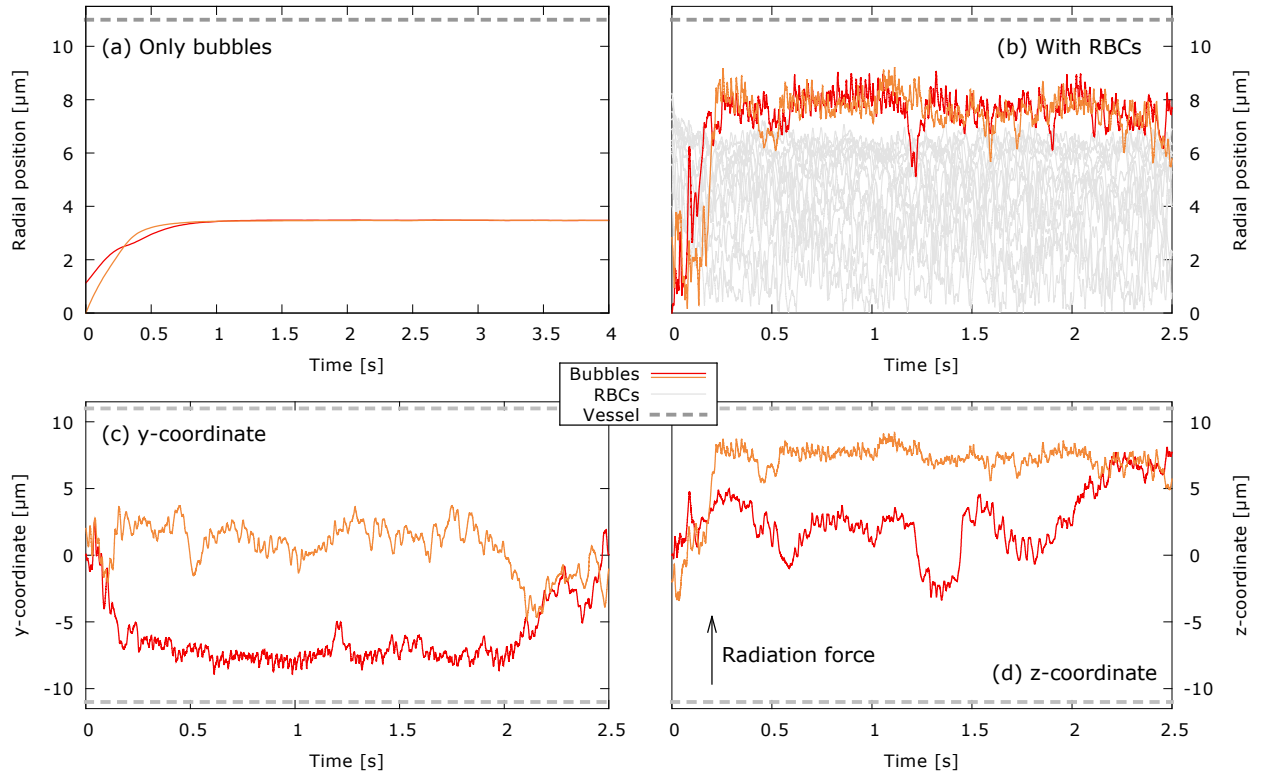 (a) Only bubbles
Radial position [µm]
10
8
6
4
2
0
0 0.5 1 1.5 2 2.5 3 3.5 4
Time [s]
(b) With RBCs
Radial position [µm]
10
8
6
4
2
0
0 0.5 1 1.5 2 2.5
Time [s]
Bubbles
RBCs
Vessel
(c) y-coordinate
y-coordinate [µm]
10
5
0
-5
-10
0 0.5 1 1.5 2 2.5
Time [s]
z-coordinate [µm]
10
5
0
-5
-10
Radiation force
(d) z-coordinate
0 0.5 1 1.5 2 2.5
Time [s]